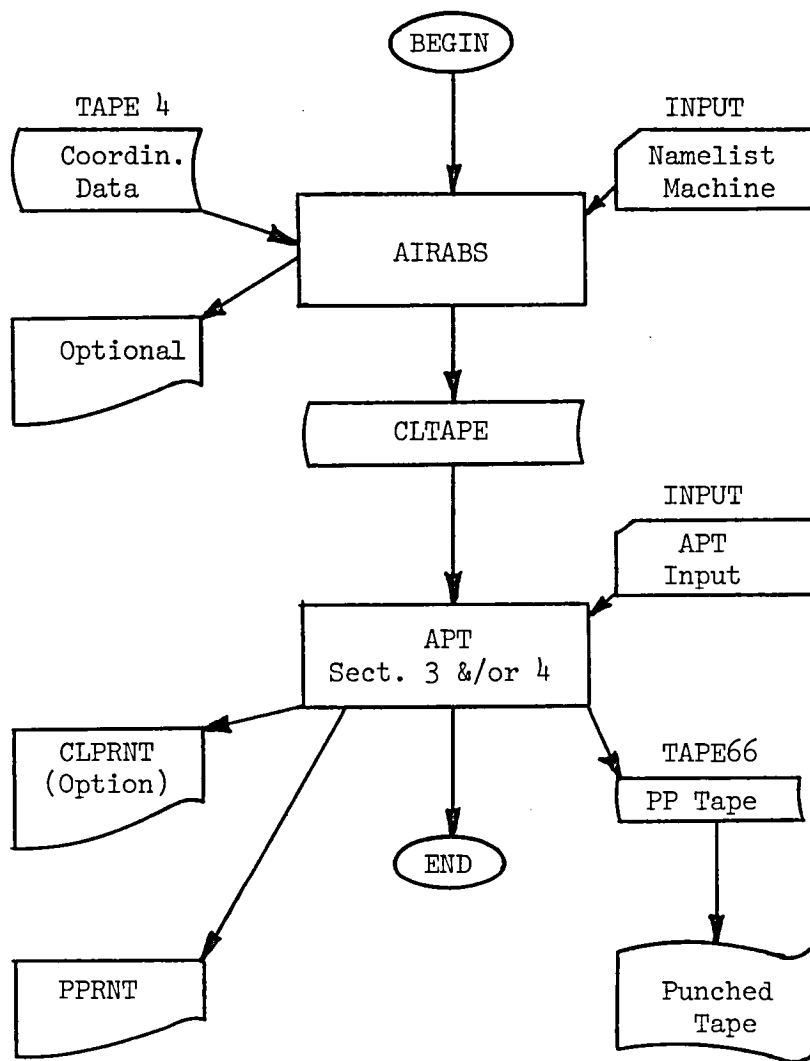 BEGIN
TAPE 4
INPUT
Coordin.
Data
Namelist
Machine
AIRABS
Optional
CLTAPE
INPUT
APT
Input
APT
Sect. 3 &/or 4
CLPRNT
(Option)
TAPE66
PP Tape
END
PPRNT
Punched
Tape